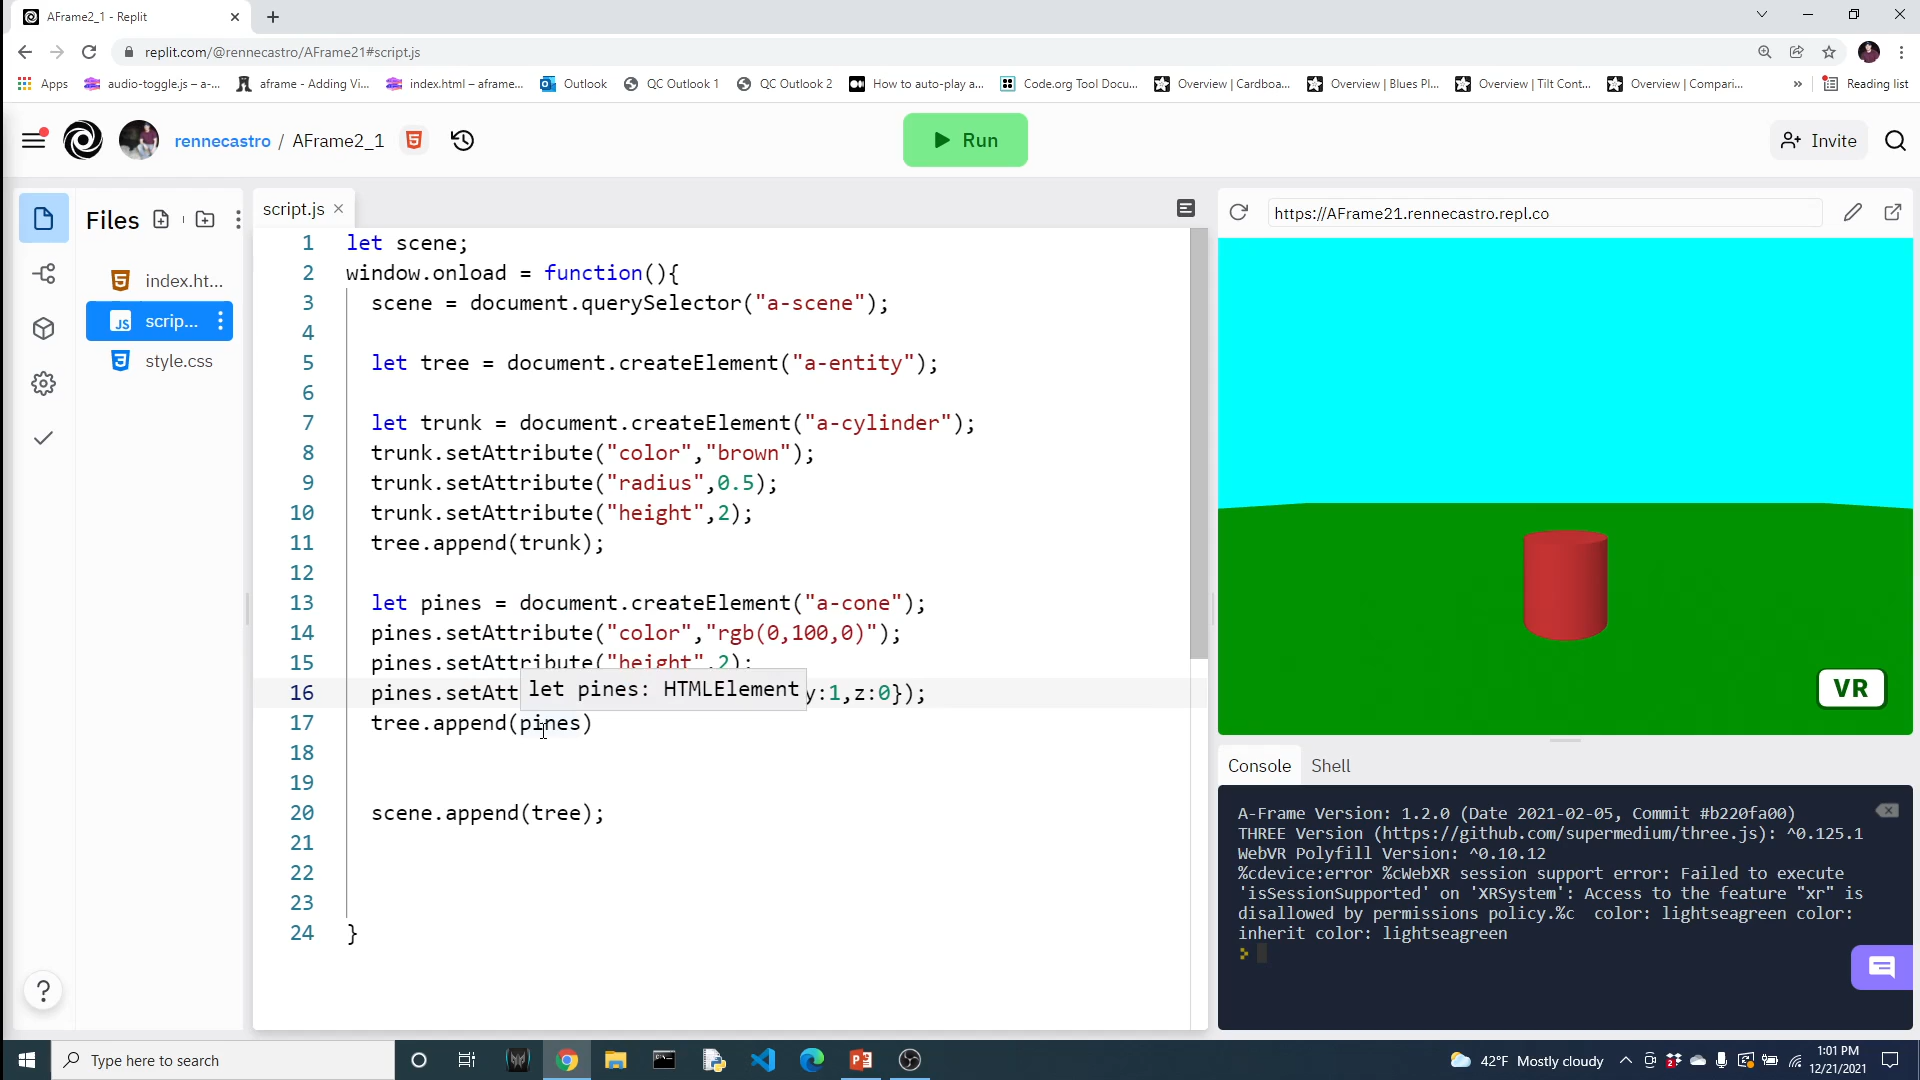 AFrame2_1 - Replit
replit.com/@rennecastro/AFrame21#script.js
Apps
audio-toggle.js – a-...
aframe - Adding Vi...
index.html – aframe...
Outlook
QC Outlook 1
QC Outlook 2
How to auto-play a...
Code.org Tool Docu...
Overview | Cardboa...
Overview | Blues Pl...
Overview | Tilt Cont...
Overview | Compari...
»
Reading list
rennecastro / AFrame2_1
Run
Invite
Files
index.ht...
scrip...
style.css
script.js
https://AFrame21.rennecastro.repl.co
1 let scene;
2 window.onload = function(){
3 scene = document.querySelector("a-scene");
4
5 let tree = document.createElement("a-entity");
6
7 let trunk = document.createElement("a-cylinder");
8 trunk.setAttribute("color","brown");
9 trunk.setAttribute("radius",0.5);
10 trunk.setAttribute("height",2);
11 tree.append(trunk);
12
13 let pines = document.createElement("a-cone");
14 pines.setAttribute("color","rgb(0,100,0)");
15 pines.setAttribute("height",2);
let pines: HTMLElement
16 pines.setAtt y:1,z:0});
17 tree.append(pines)
18
19
20 scene.append(tree);
21
22
23
24 }
VR
Console
Shell
A-Frame Version: 1.2.0 (Date 2021-02-05, Commit #b220fa00)
THREE Version (https://github.com/supermedium/three.js): ^0.125.1
WebVR Polyfill Version: ^0.10.12
%cdevice:error %cWebXR session support error: Failed to execute
'isSessionSupported' on 'XRSystem': Access to the feature "xr" is
disallowed by permissions policy.%c color: lightseagreen color:
inherit color: lightseagreen
>
?
Type here to search
42°F Mostly cloudy
1:01 PM
12/21/2021